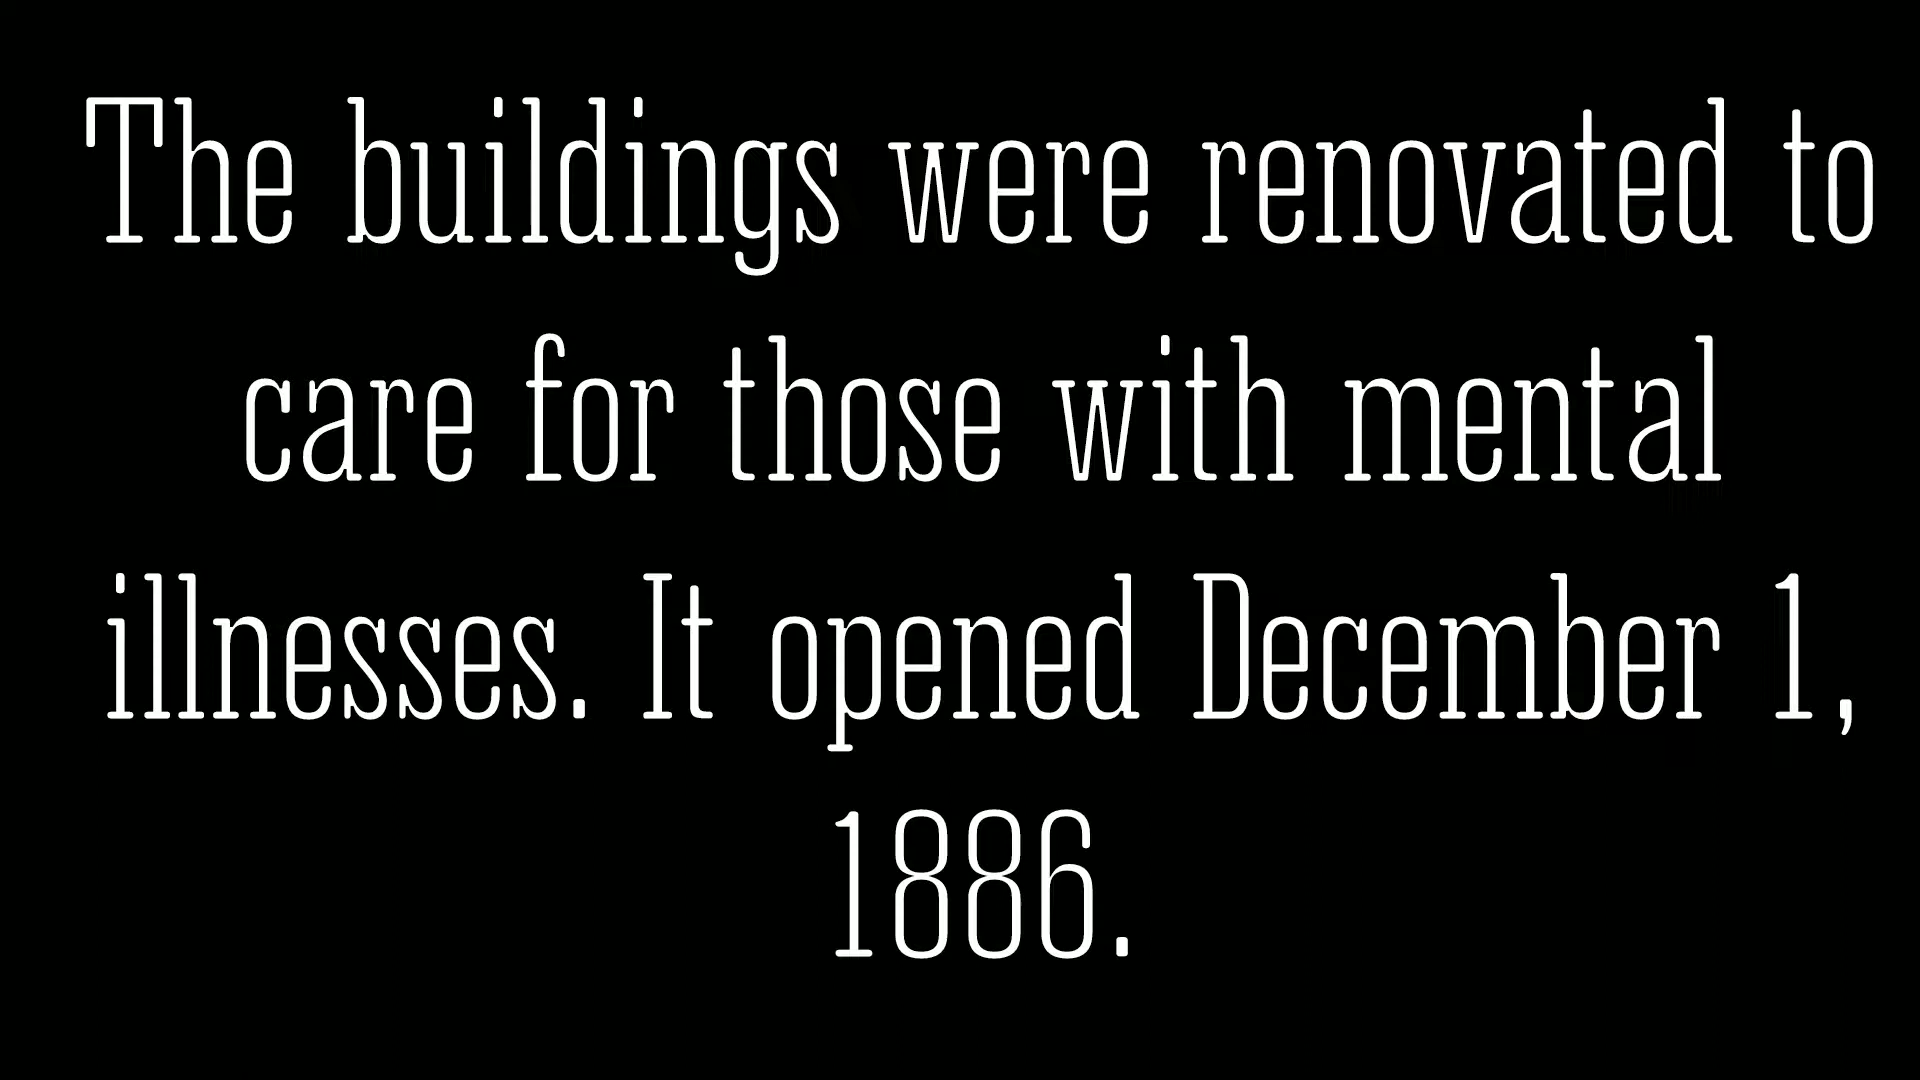 The buildings were renovated to
care for those with mental
illnesses. It opened December 1,
1886.